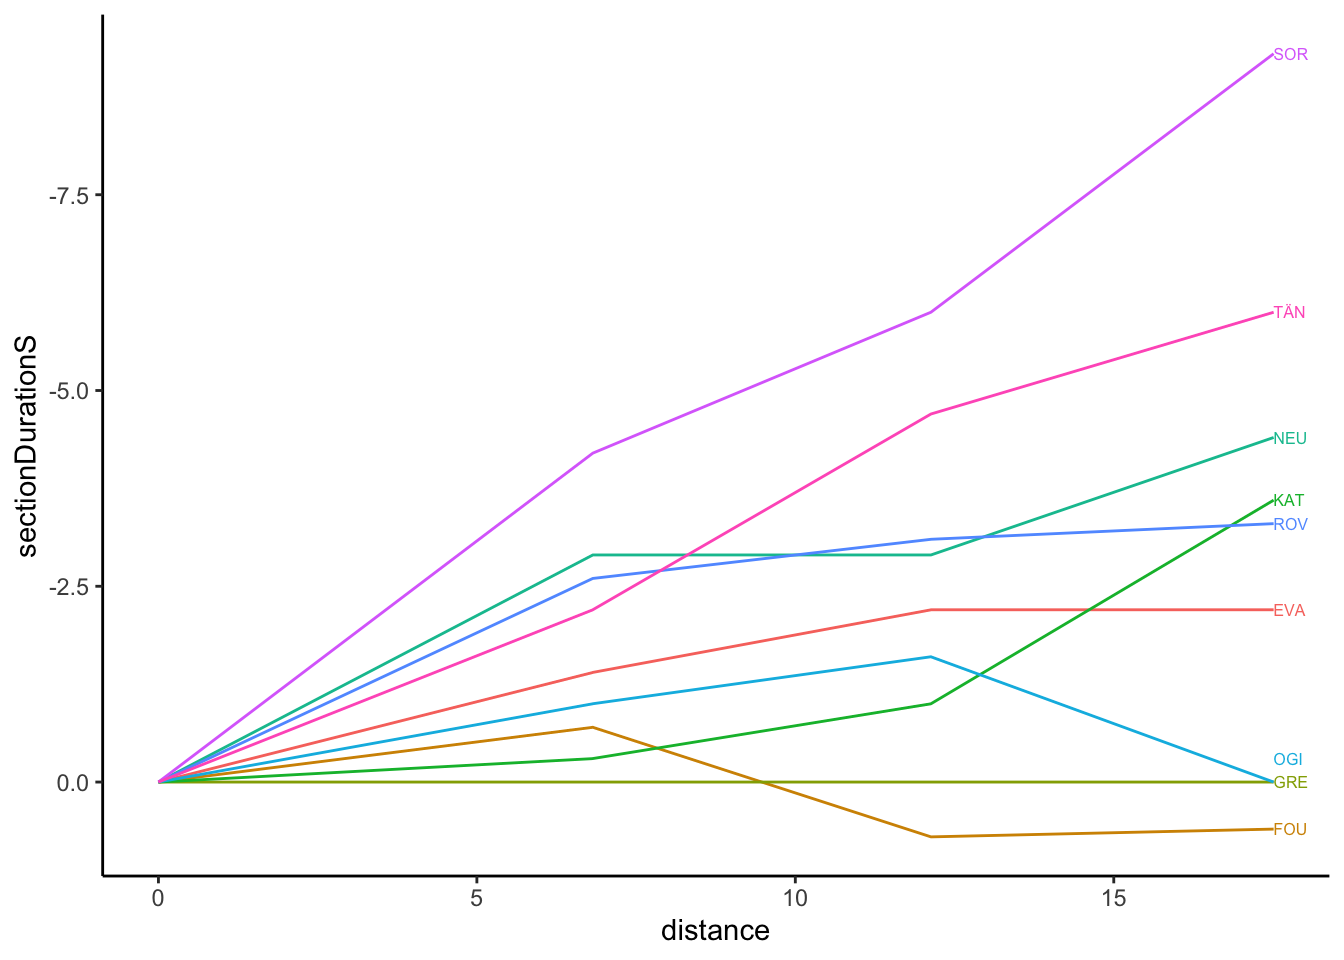 SOR
-7.5
TÄN
-5.0
NEU
KAT
ROV
-2.5
EVA
OGI
0.0
GRE
FOU
0 5 10 15
distance
sectionDurationS